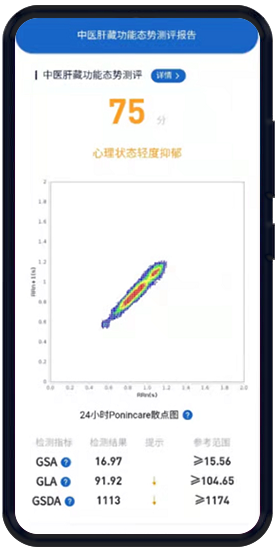 中医肝藏功能态势测评报告
中医肝藏功能态势测评 详情 >
75 分
心理状态轻度抑郁
2
1.8
1.6
1.4
1.2
1.0
0.8
0.6
0.4
0.2
0
RRn+1(s)
0.0 0.2 0.4 0.6 0.8 1.0 1.2 1.4 1.6 1.8 2.0
RRn(s)
24小时Ponincare散点图 ?
检测指标 检测结果 提示 参考范围
GSA ? 16.97 ≥15.56
GLA ? 91.92 ↓ ≥104.65
GSDA ? 1113 ↓ ≥1174